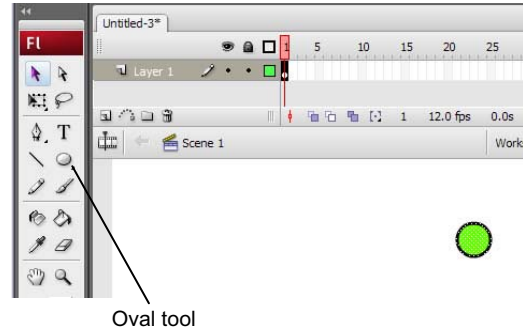 Untitled-3*
Fl
1 5 10 15 20 25
Layer 1
1 12.0 fps 0.0s
T
Scene 1
Work
Oval tool